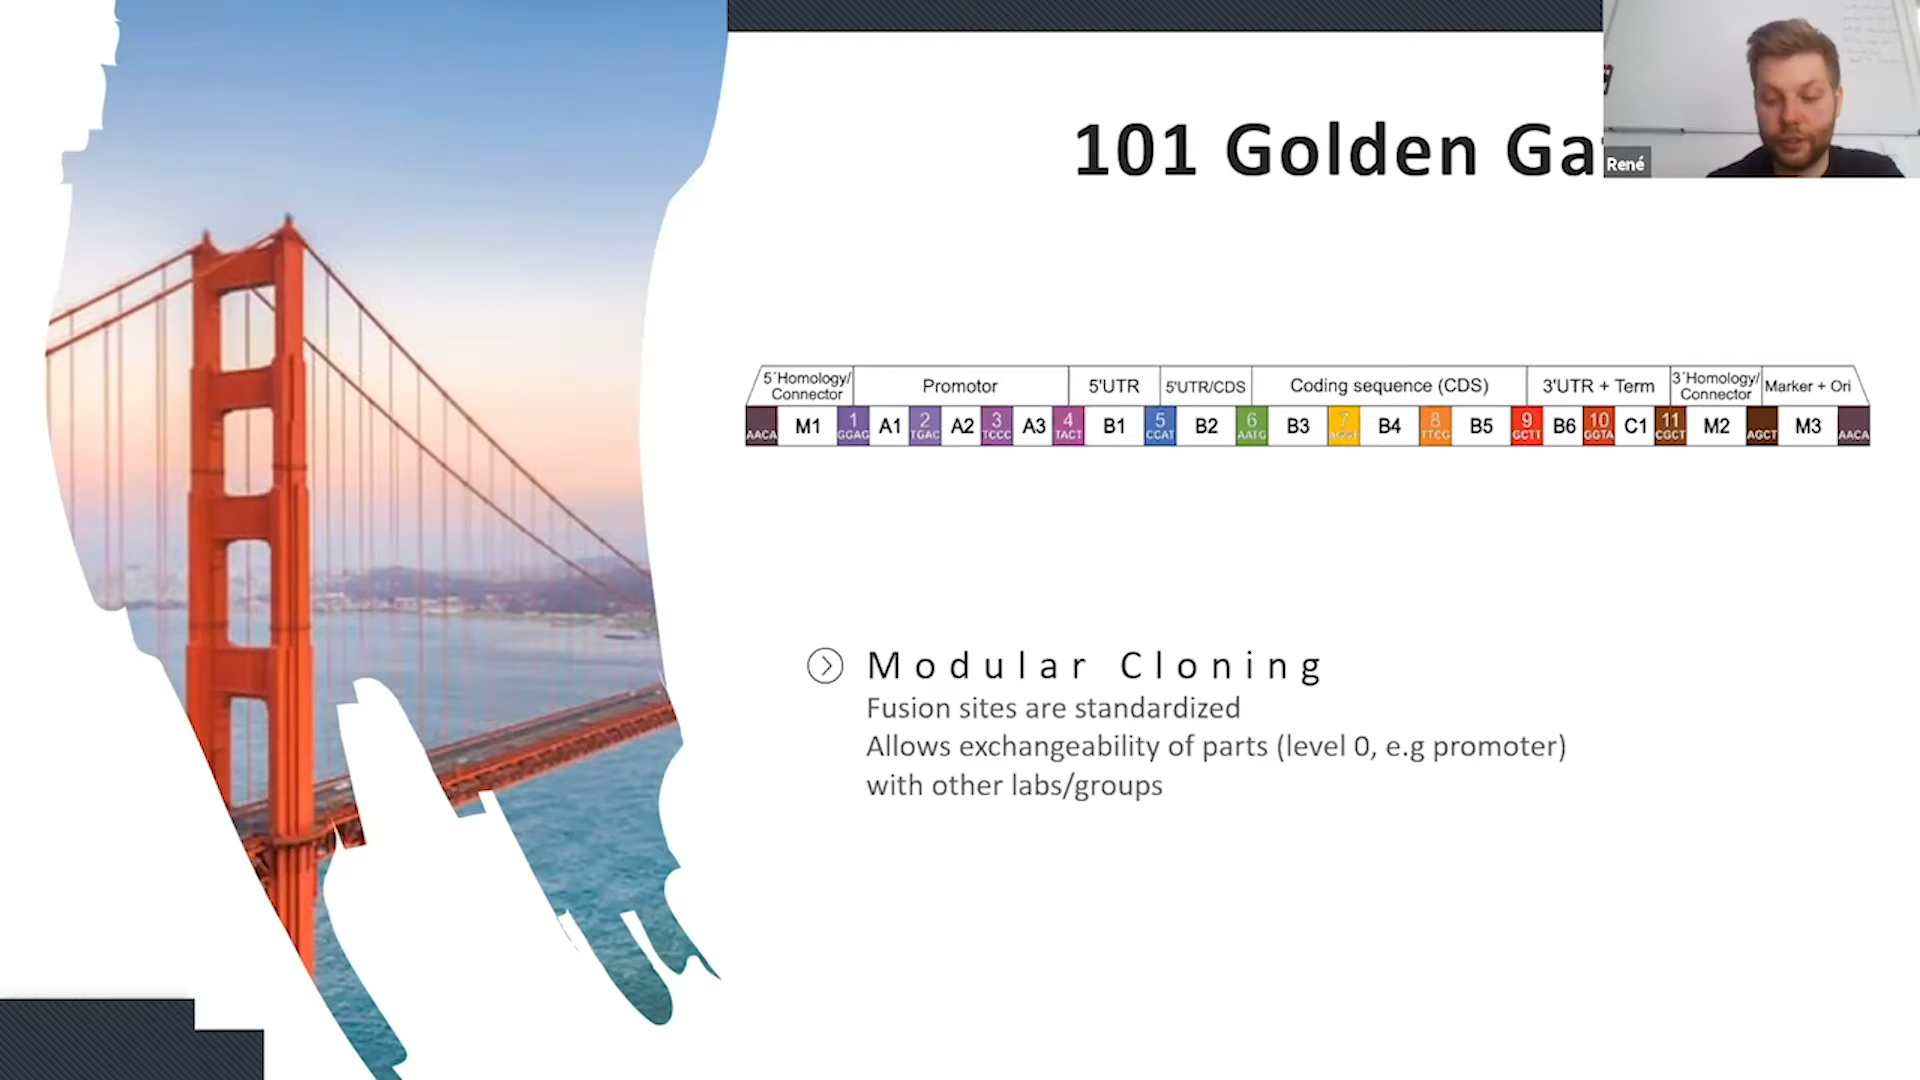 101 Golden Ga
René
5´Homology/ Connector Promotor 5'UTR 5'UTR/CDS Coding sequence (CDS) 3'UTR + Term 3´Homology/ Connector Marker + Ori
1 2 3 4 5 6 7 8 9 10 11
AACA M1 GGAG A1 TGAC A2 TCCC A3 TACT B1 CCAT B2 AATG B3 B4 TTCG B5 GCTT B6 GGTA C1 CGCT M2 AGCT M3 AACA
Modular Cloning
Fusion sites are standardized
Allows exchangeability of parts (level 0, e.g promoter)
with other labs/groups